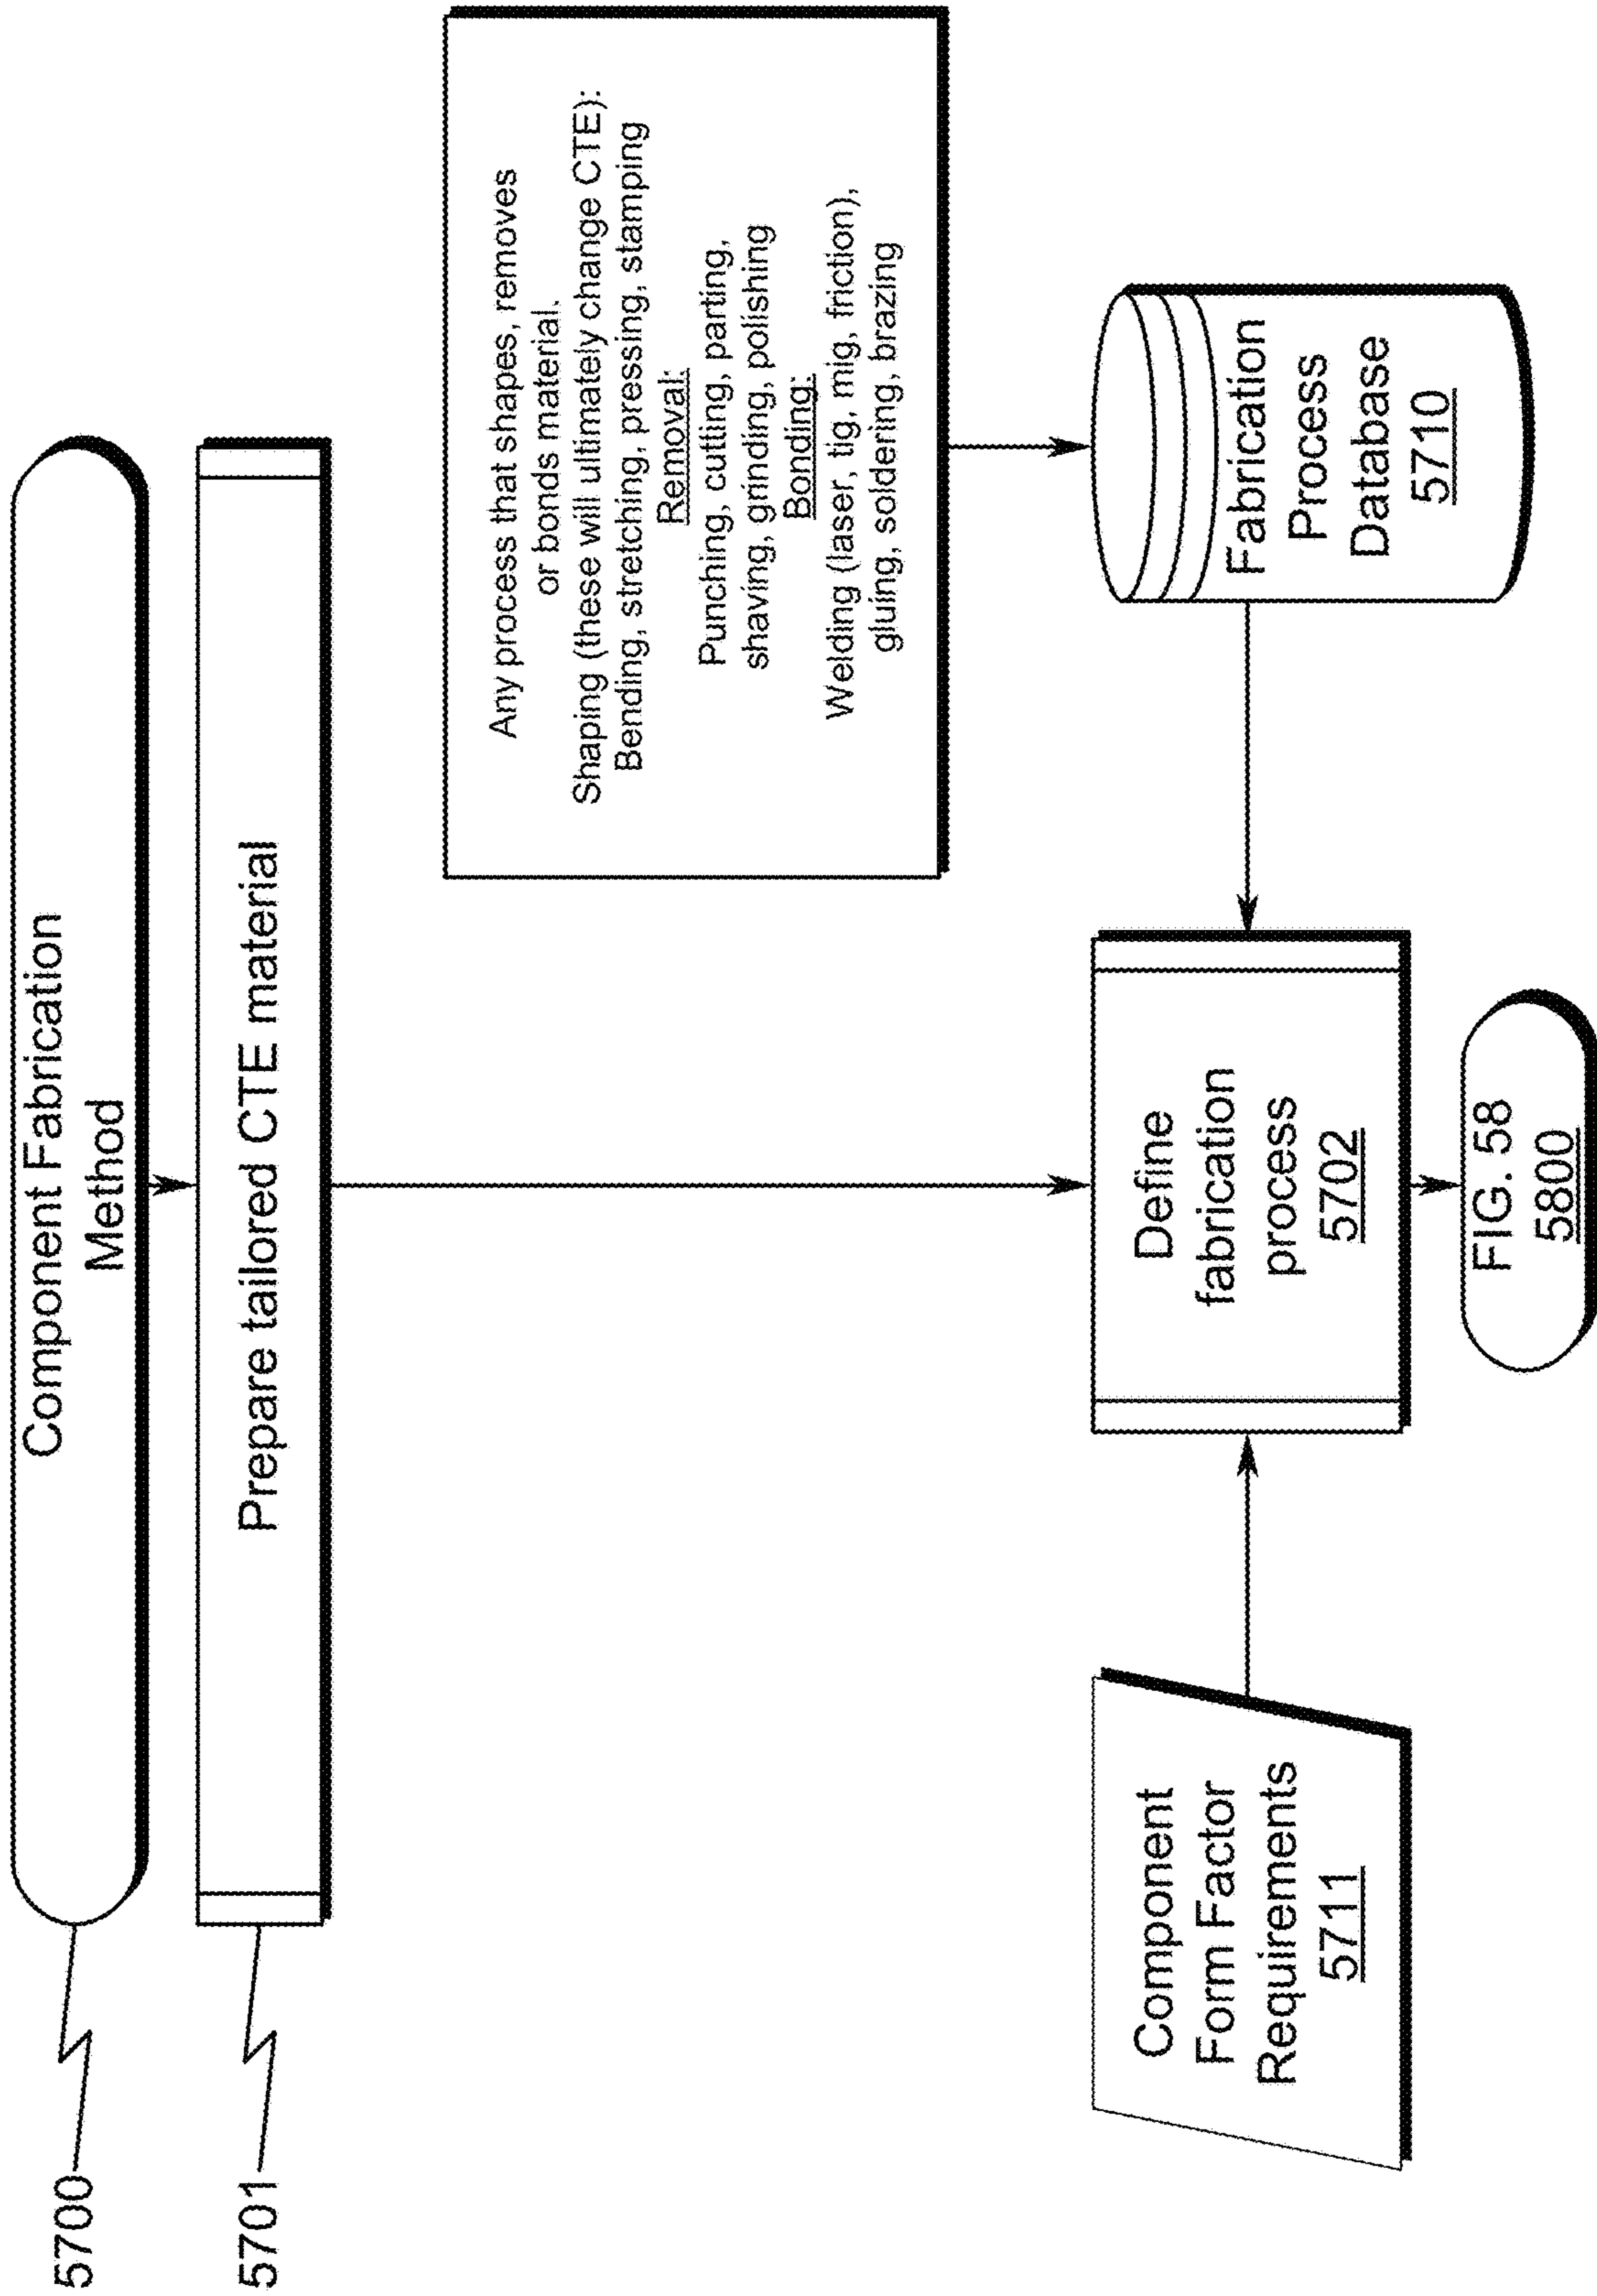 5700
Component Fabrication
Method
5701
Prepare tailored CTE material
Any process that shapes, removes
or bonds material.
Shaping (these will ultimately change CTE):
Bending, stretching, pressing, stamping
Removal:
Punching, cutting, parting,
shaving, grinding, polishing
Bonding:
Welding (laser, tig, mig, friction),
gluing, soldering, brazing
Component
Form Factor
Requirements
5711
Define
fabrication
process
5702
Fabrication
Process
Database
5710
FIG. 58
5800